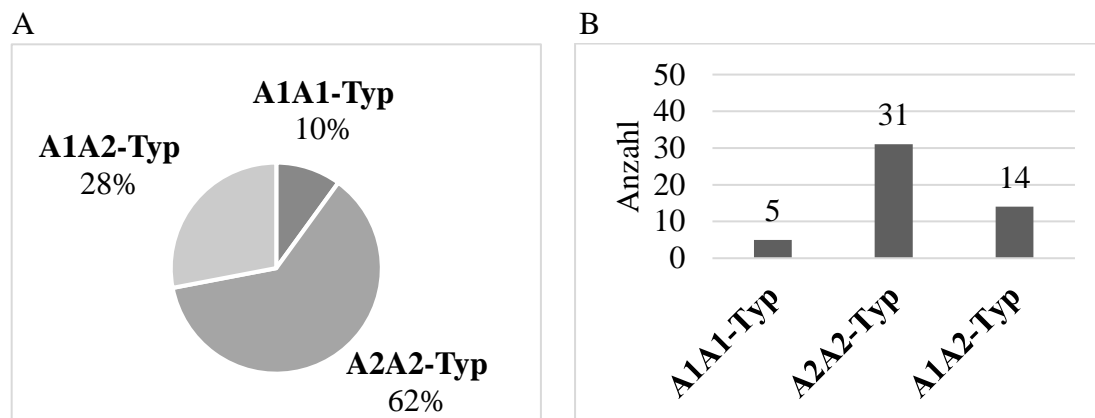 A
A1A1-Typ
10%
A1A2-Typ
28%
A2A2-Typ
62%
B
Anzahl
50
40
30
20
10
0
5
31
14
A1A1-Typ
A2A2-Typ
A1A2-Typ